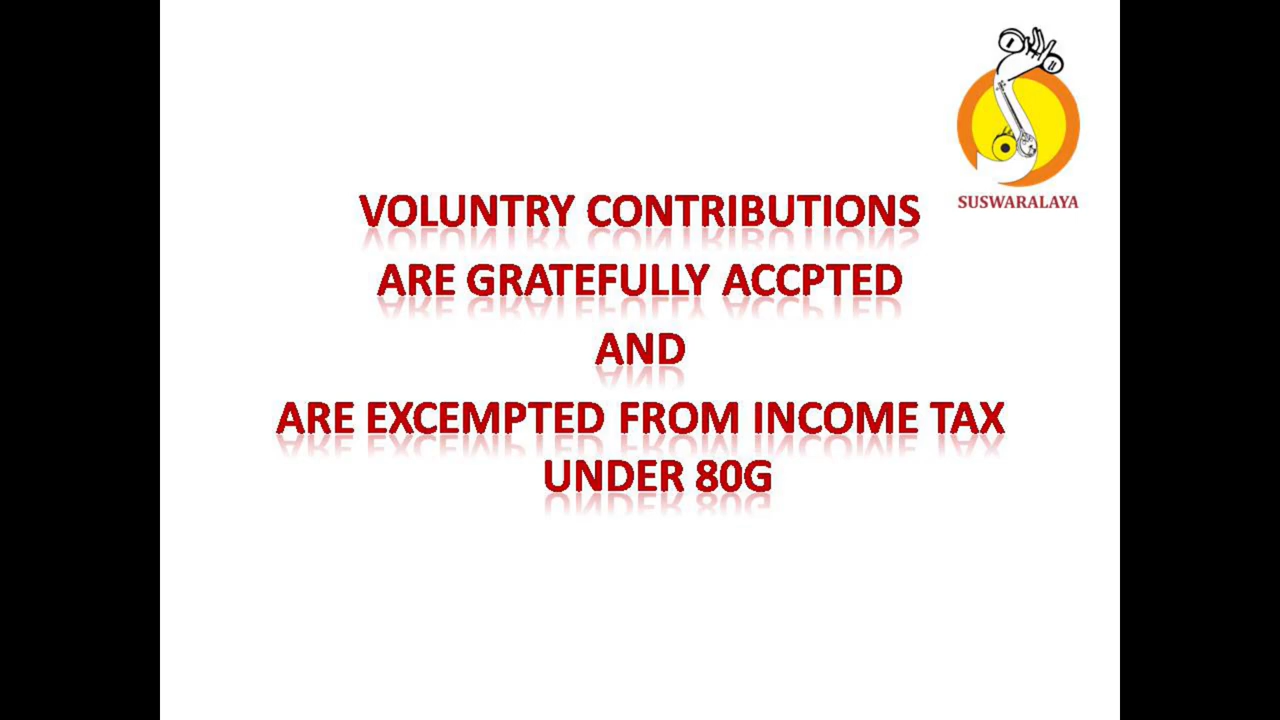 SUSWARALAYA
VOLUNTRY CONTRIBUTIONS
ARE GRATEFULLY ACCPTED
AND
ARE EXCEMPTED FROM INCOME TAX
UNDER 80G